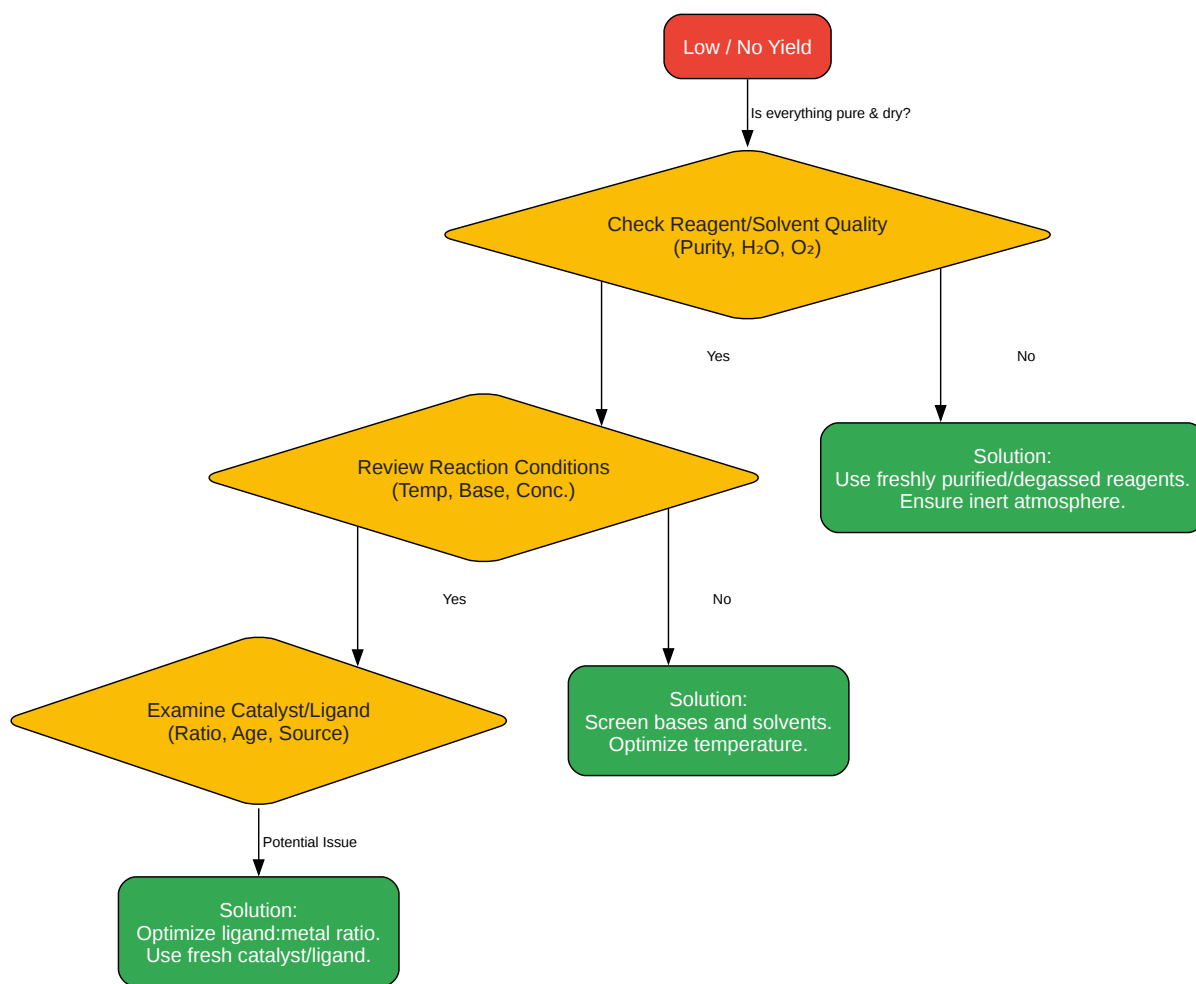 Low / No Yield
Is everything pure & dry?
Check Reagent/Solvent Quality
(Purity, H₂O, O₂)
Yes
No
Review Reaction Conditions
(Temp, Base, Conc.)
Solution:
Use freshly purified/degassed reagents.
Ensure inert atmosphere.
Yes
No
Examine Catalyst/Ligand
(Ratio, Age, Source)
Solution:
Screen bases and solvents.
Optimize temperature.
Potential Issue
Solution:
Optimize ligand:metal ratio.
Use fresh catalyst/ligand.